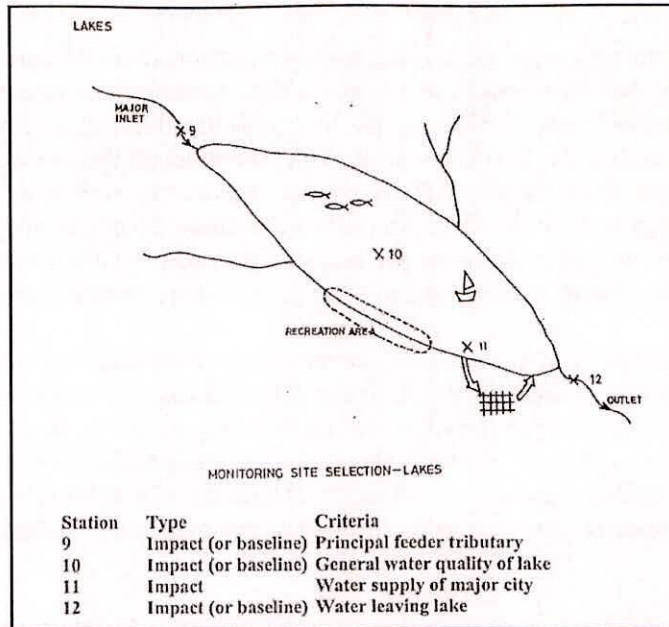 LAKES
MAJOR
INLET
9
10
RECREATION AREA
11
12
OUTLET
MONITORING SITE SELECTION-LAKES
Station Type Criteria
9 Impact (or baseline) Principal feeder tributary
10 Impact (or baseline) General water quality of lake
11 Impact Water supply of major city
12 Impact (or baseline) Water leaving lake